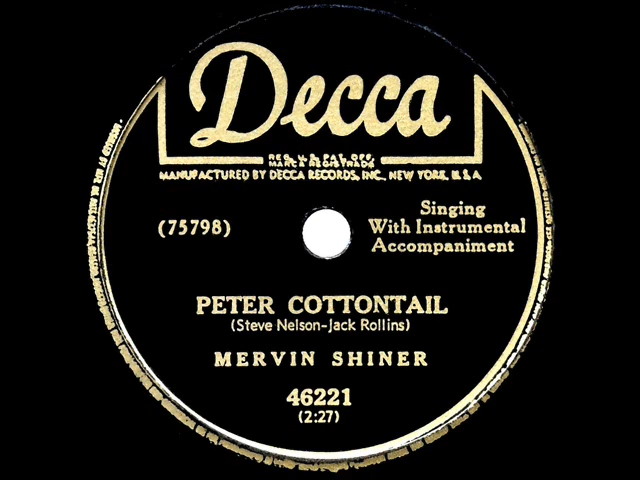 Decca
REG. U.S. PAT. OFF.
MARCA REGISTRADA
MANUFACTURED BY DECCA RECORDS, INC., NEW YORK, U.S.A.
(75798)
Singing
With Instrumental
Accompaniment
PETER COTTONTAIL
(Steve Nelson-Jack Rollins)
MERVIN SHINER
46221
(2:27)